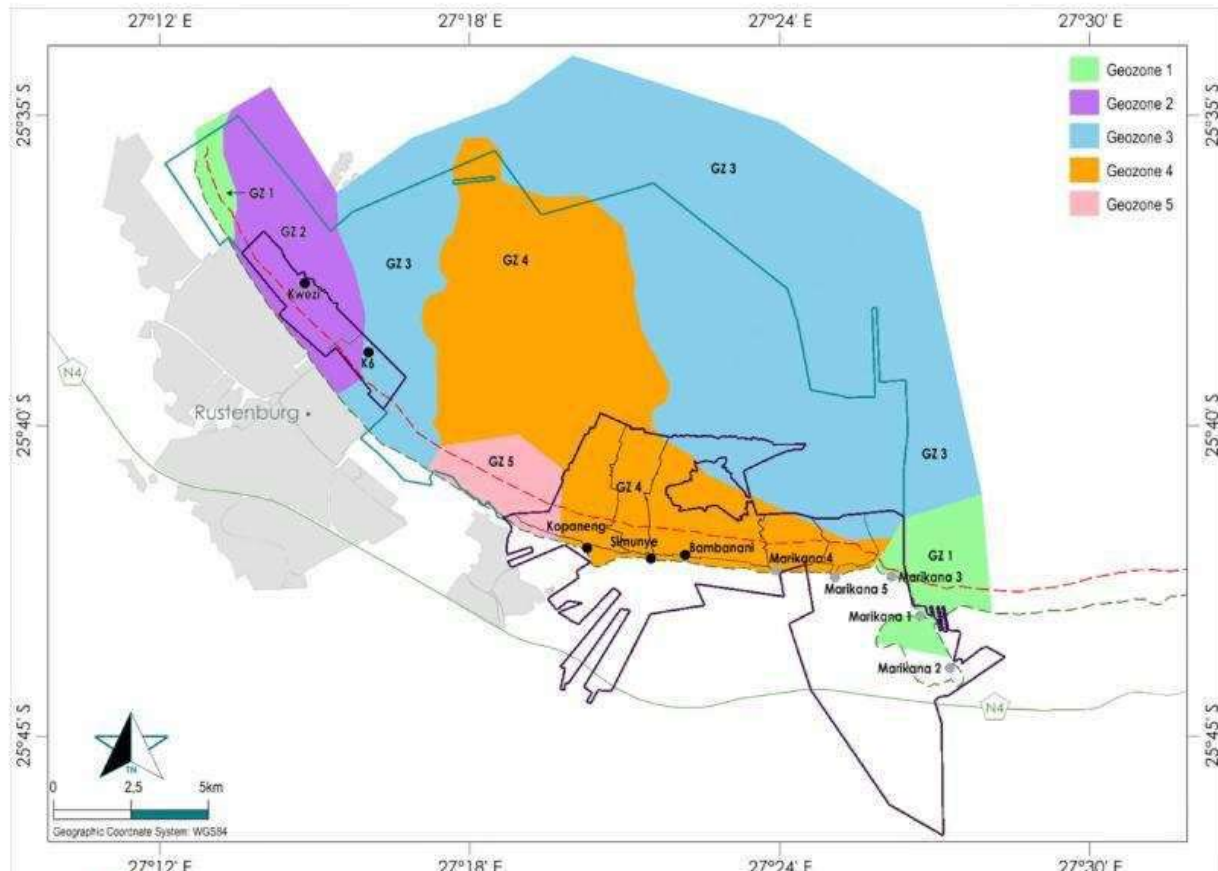 27°12' E
27°18' E
27°24' E
27°30' E
Geozone 1
Geozone 2
Geozone 3
Geozone 4
Geozone 5
25°35' S
25°35' S
GZ 3
GZ 1
GZ 2
GZ 3
GZ 4
Kwezi
K6
N4
Rustenburg
25°40' S
25°40' S
GZ 3
GZ 5
GZ 4
Kopaneng
Simunye
Bambanani
GZ 1
Marikana 4
Marikana 3
Marikana 5
Marikana 1
Marikana 2
N4
25°45' S
25°45' S
TN
0
2,5
5km
Geographic Coordnate System: WGS84
27°12' E
27°18' E
27°24' E
27°30' E